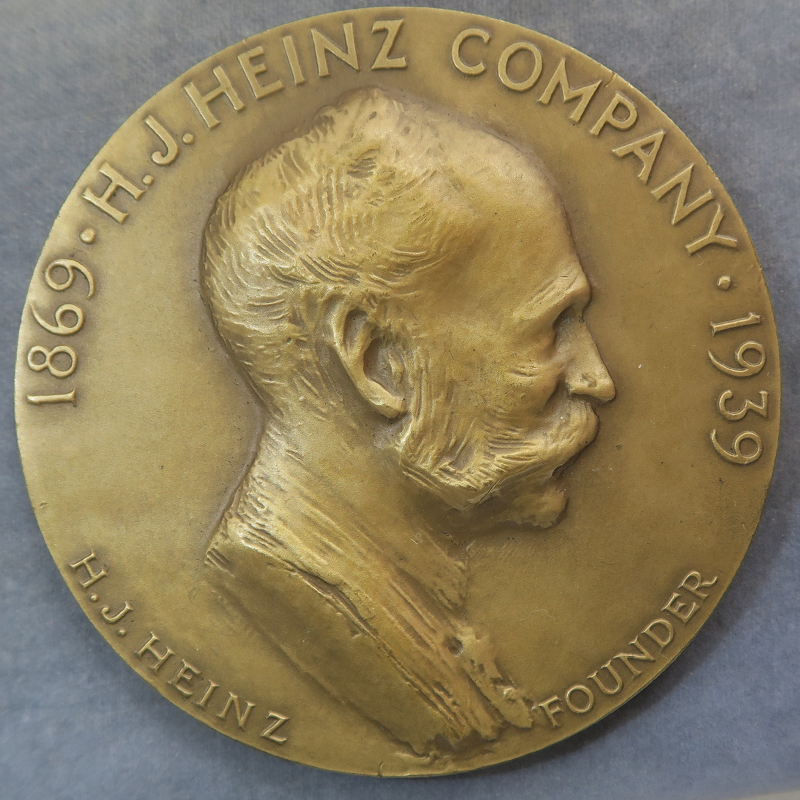 1869 · H. J. HEINZ COMPANY · 1939
H. J. HEINZ
FOUNDER